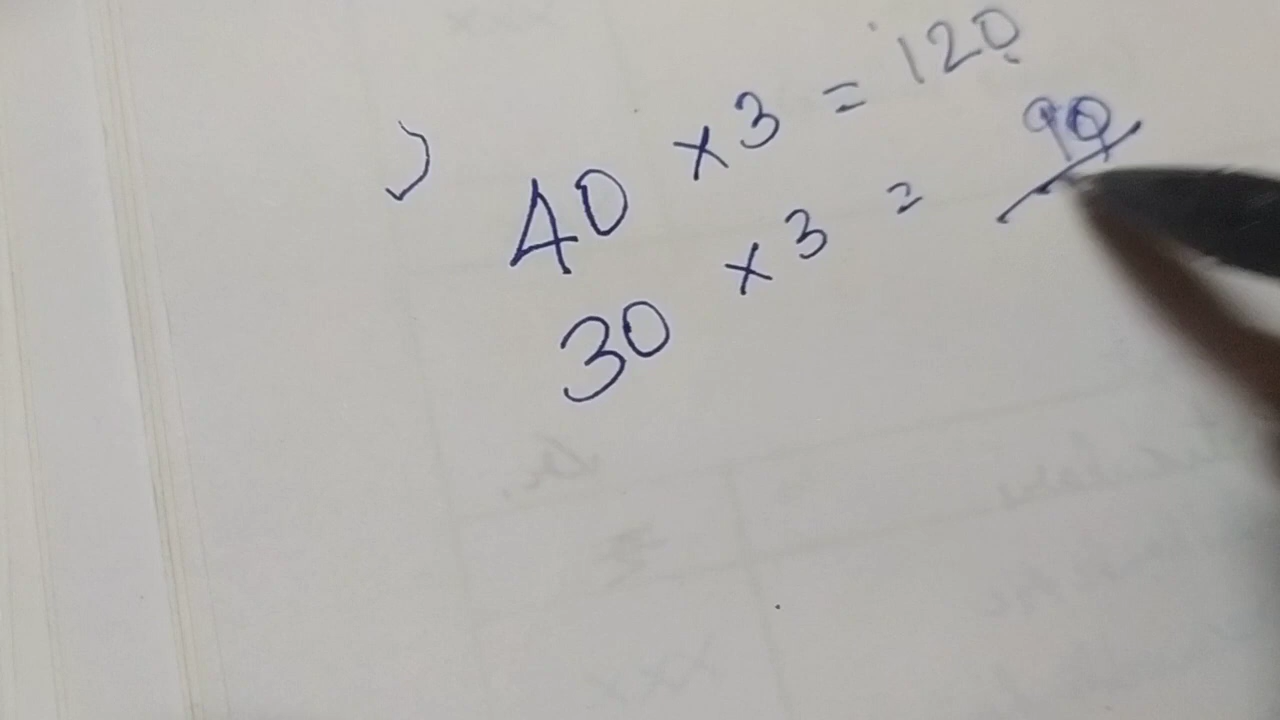 ) 40 × 3 = 120
30 × 3 = 90